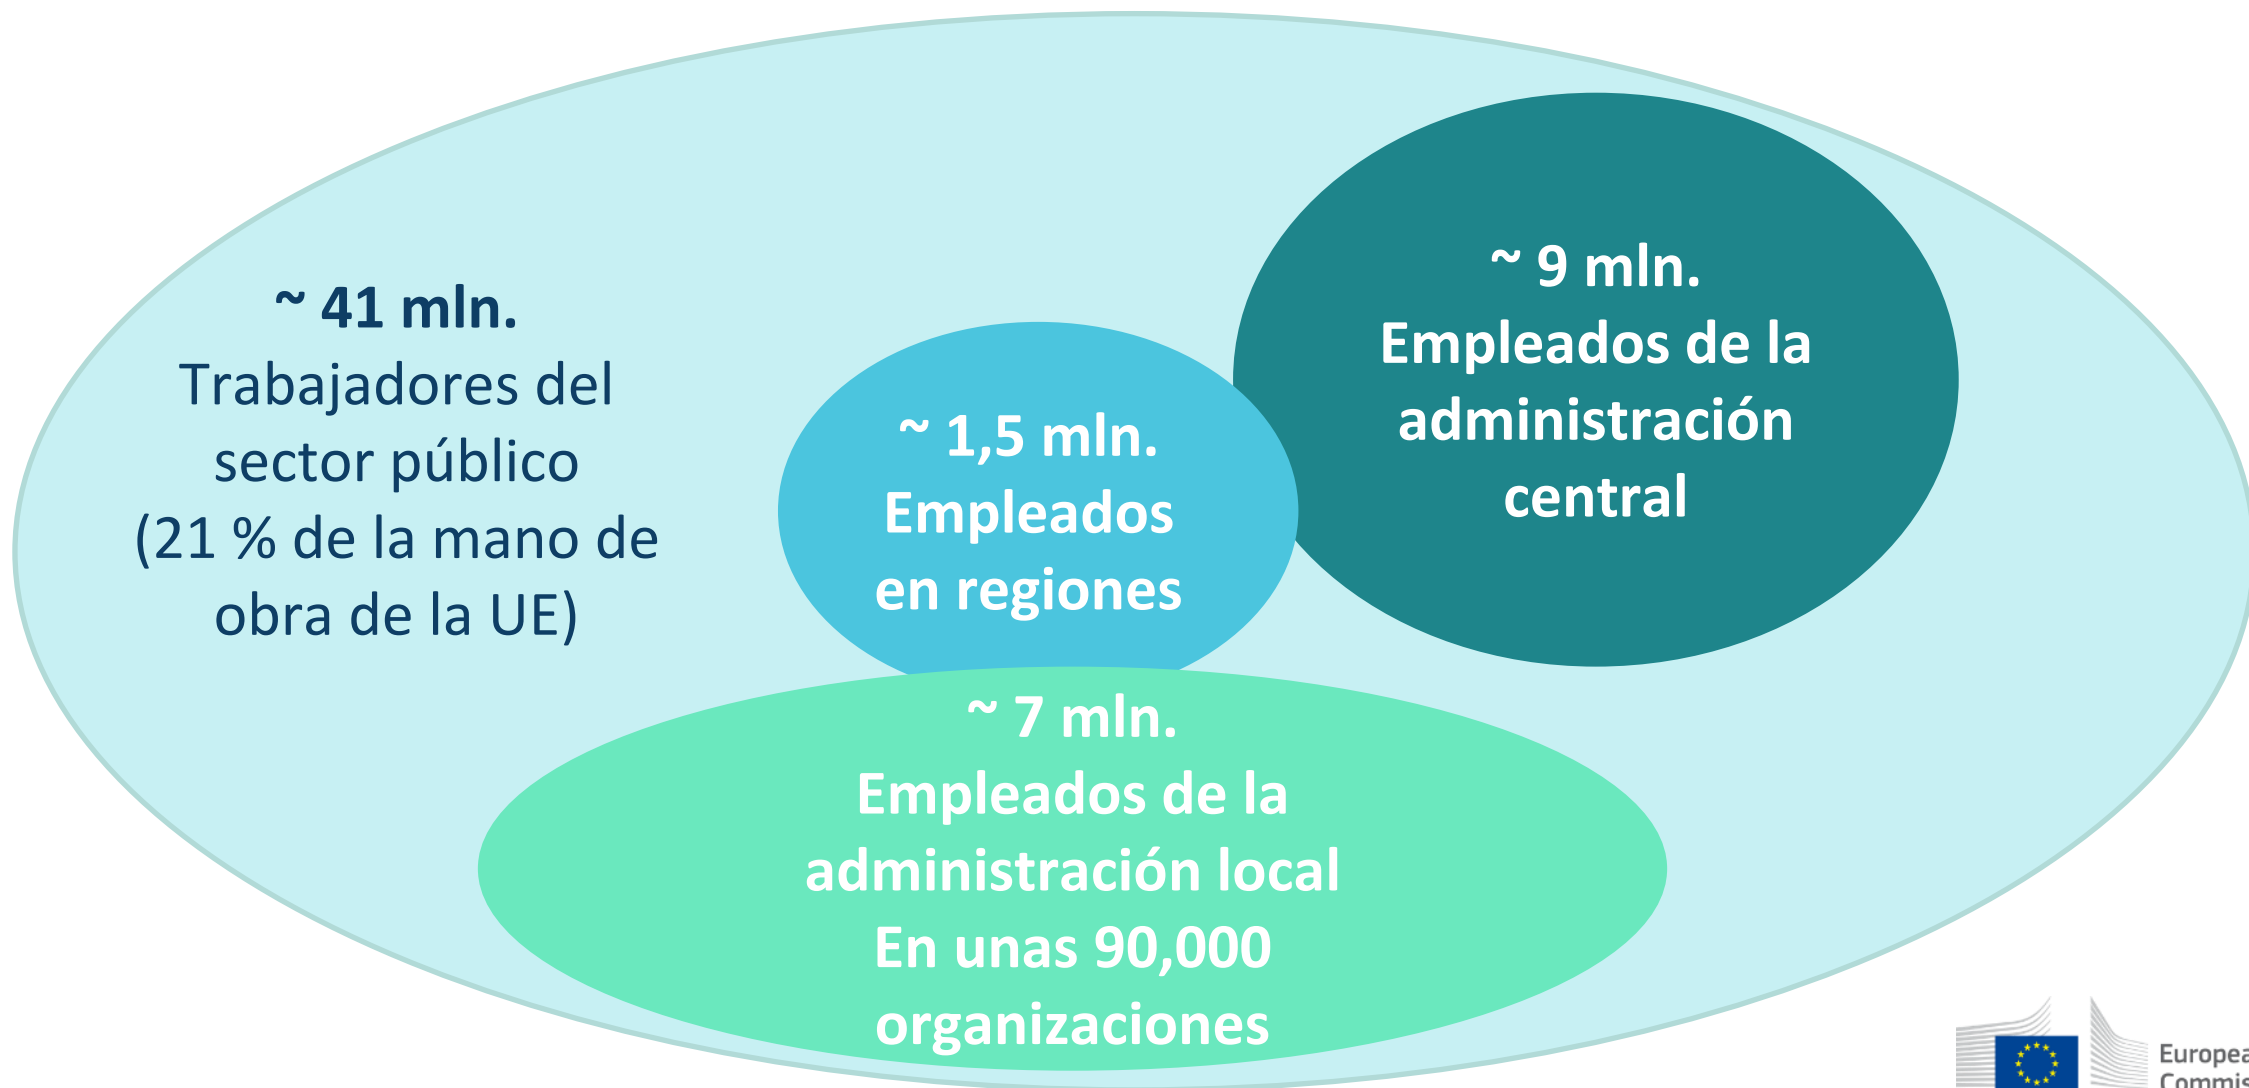 ~ 41 mln.
Trabajadores del
sector público
(21 % de la mano de
obra de la UE)
~ 1,5 mln.
Empleados
en regiones
~ 9 mln.
Empleados de la
administración
central
~ 7 mln.
Empleados de la
administración local
En unas 90,000
organizaciones